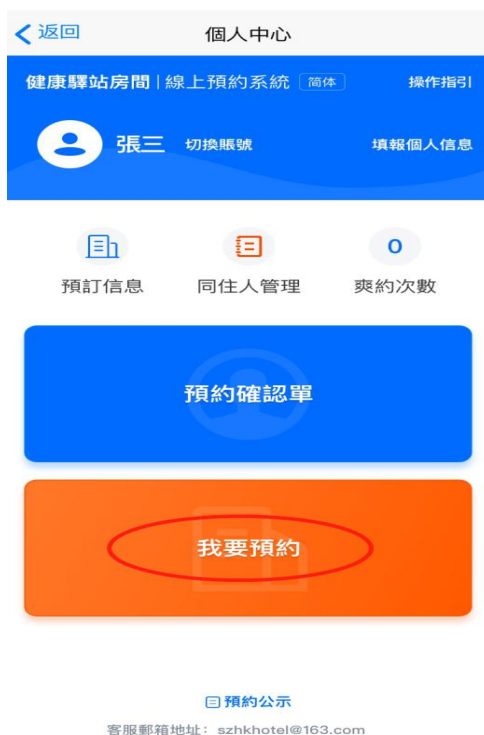 返回 個人中心
健康驛站房間 | 線上預約系統 简体 操作指引
張三 切換賬號 填報個人信息
0
預訂信息 同住人管理 爽約次數
預約確認單
我要預約
預約公示
客服郵箱地址：szhkhotel@163.com